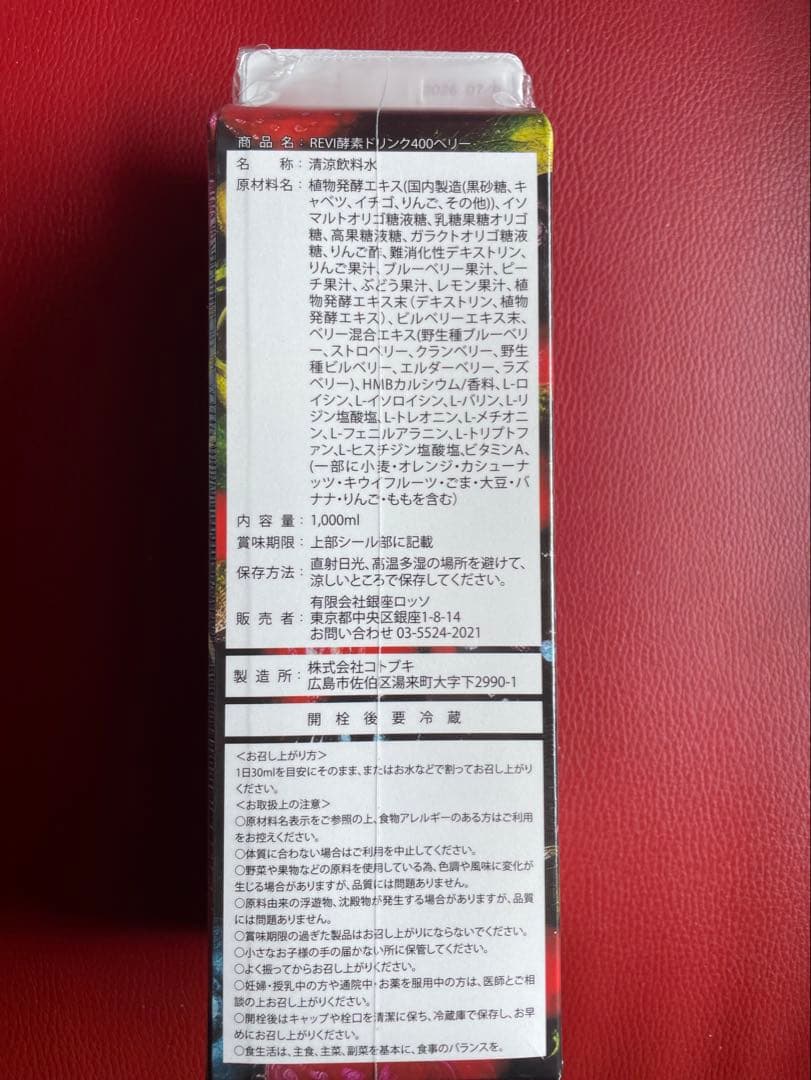 2026 07
商品名：REVI酵素ドリンク400ベリー
名称：清涼飲料水
原材料名：植物発酵エキス(国内製造(黒砂糖、キ
ャベツ、イチゴ、りんご、その他))、イソ
マルトオリゴ糖液糖、乳糖果糖オリゴ
糖、高果糖液糖、ガラクトオリゴ糖液
糖、りんご酢、難消化性デキストリン、
りんご果汁、ブルーベリー果汁、ピー
チ果汁、ぶどう果汁、レモン果汁、植
物発酵エキス末（デキストリン、植物
発酵エキス）、ビルベリーエキス末、
ベリー混合エキス(野生種ブルーベリ
ー、ストロベリー、クランベリー、野生
種ビルベリー、エルダーベリー、ラズ
ベリー)、HMBカルシウム/香料、L-ロ
イシン、L-イソロイシン、L-バリン、L-リ
ジン塩酸塩、L-トレオニン、L-メチオニ
ン、L-フェニルアラニン、L-トリプトフ
ァン、L-ヒスチジン塩酸塩、ビタミンA、
(一部に小麦・オレンジ・カシューナ
ッツ・キウイフルーツ・ごま・大豆・バ
ナナ・りんご・ももを含む)
内容量：1,000ml
賞味期限：上部シール部に記載
保存方法：直射日光、高温多湿の場所を避けて、
涼しいところで保存してください。
販売者：有限会社銀座ロッソ
東京都中央区銀座1-8-14
お問い合わせ 03-5524-2021
製造所：株式会社コトブキ
広島市佐伯区湯来町大字下2990-1
開栓後要冷蔵
＜お召し上がり方＞
1日30mlを目安にそのまま、またはお水などで割ってお召し上がり
ください。
＜お取扱上の注意＞
○原材料名表示をご参照の上、食物アレルギーのある方はご利用
をお控えください。
○体質に合わない場合はご利用を中止してください。
○野菜や果物などの原料を使用している為、色調や風味に変化が
生じる場合がありますが、品質には問題ありません。
○原料由来の浮遊物、沈殿物が発生する場合がありますが、品質
には問題ありません。
○賞味期限の過ぎた製品はお召し上がりにならないでください。
○小さなお子様の手の届かない所に保管してください。
○よく振ってからお召し上がりください。
○妊婦・授乳中の方や通院中・お薬を服用中の方は、医師とご相
談の上お召し上がりください。
○開栓後はキャップや栓口を清潔に保ち、冷蔵庫で保存し、お早
めにお召し上がりください。
○食生活は、主食、主菜、副菜を基本に、食事のバランスを。